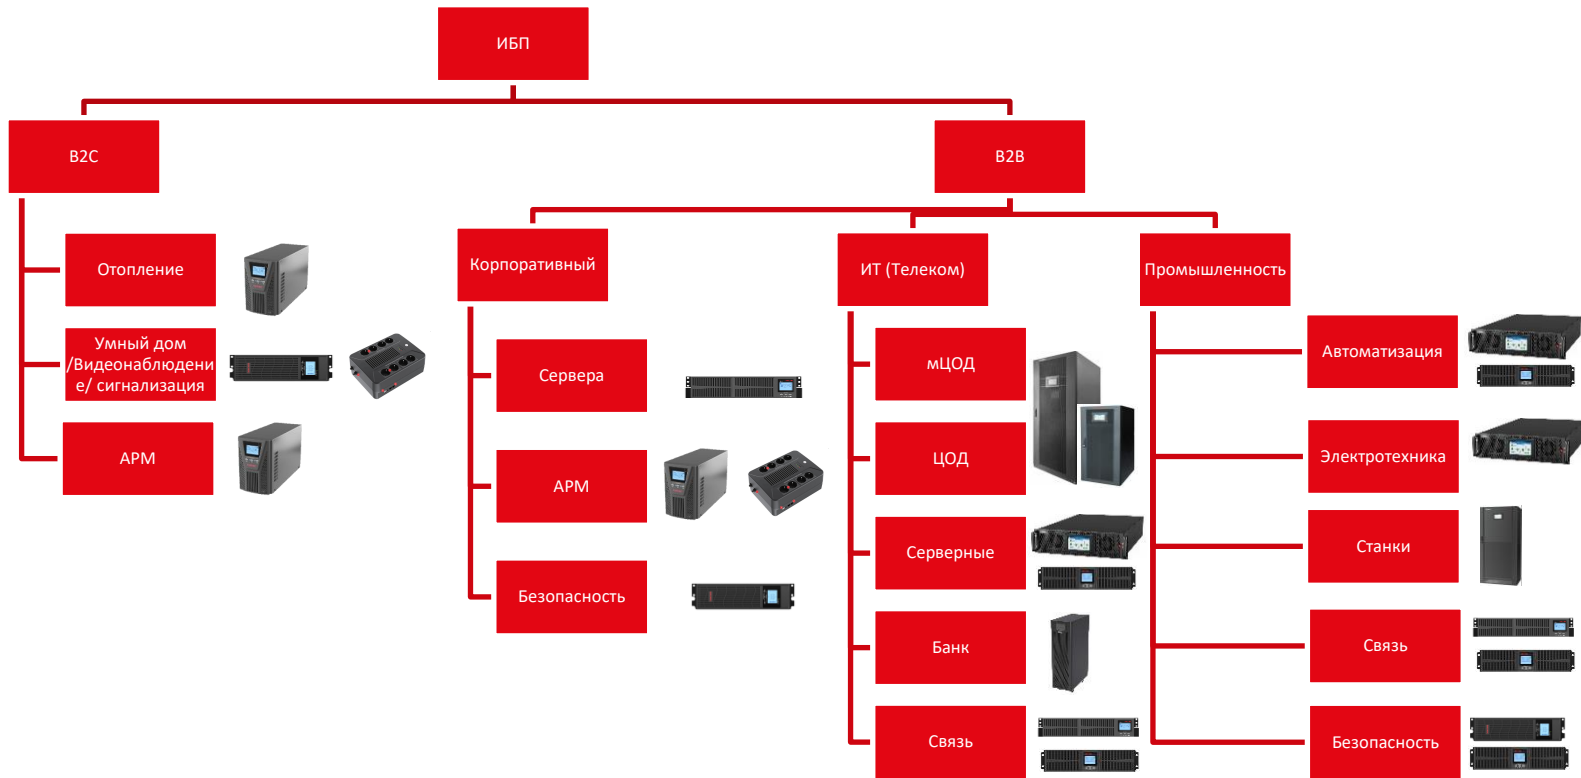 ИБП
B2C
B2B
Отопление
Умный дом
/Видеонаблюдени
е/ сигнализация
АРМ
Корпоративный
Сервера
АРМ
Безопасность
ИТ (Телеком)
мЦОД
ЦОД
Серверные
Банк
Связь
Промышленность
Автоматизация
Электротехника
Станки
Связь
Безопасность